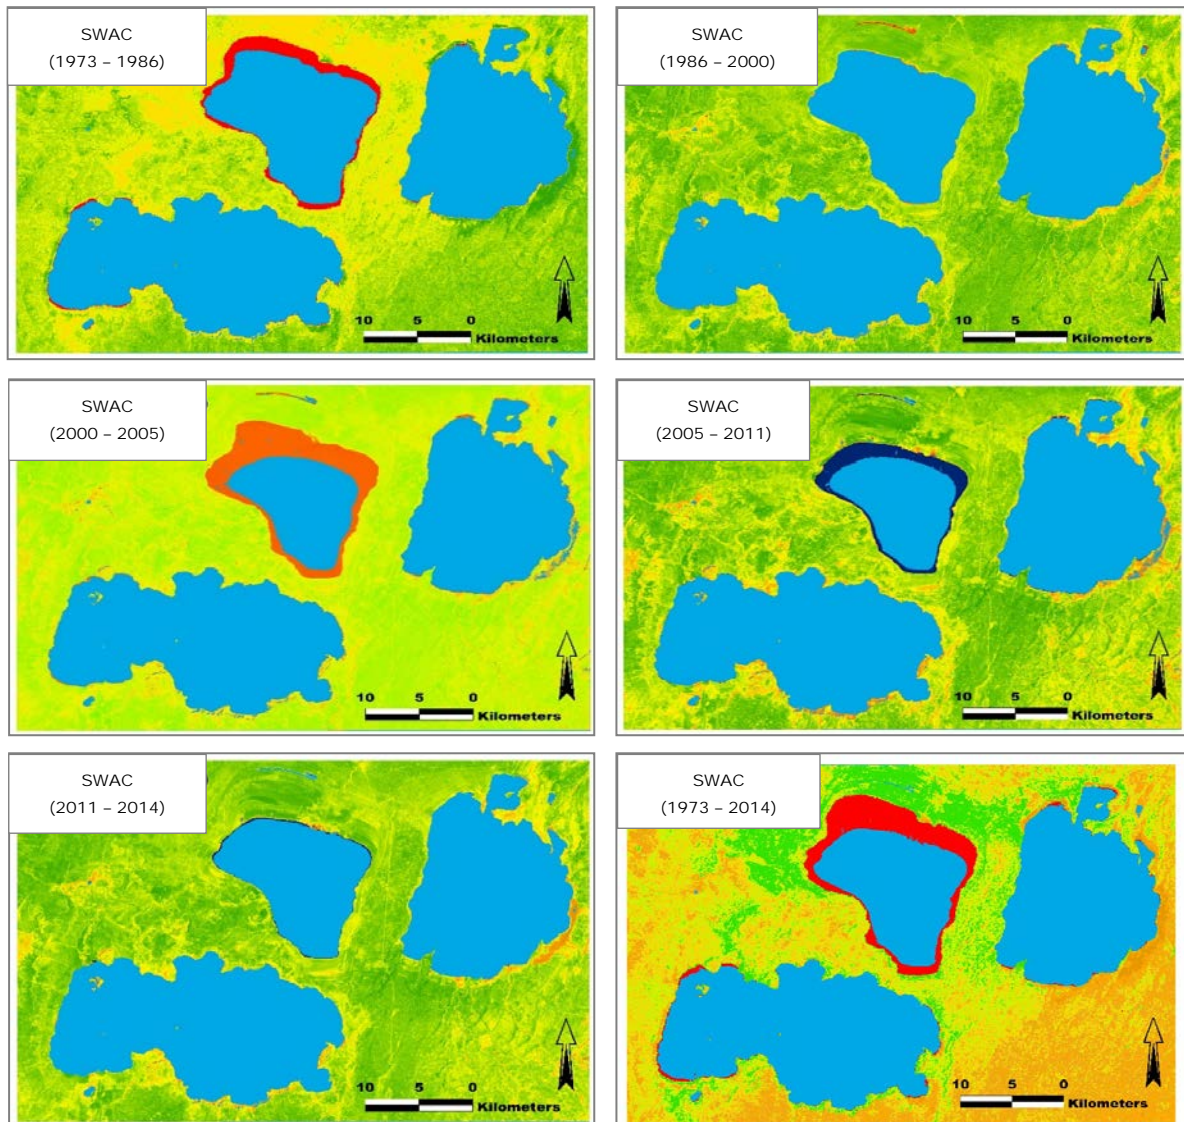 SWAC
(1973 – 1986)
10 5 0
Kilometers
SWAC
(1986 – 2000)
10 5 0
Kilometers
SWAC
(2000 – 2005)
10 5 0
Kilometers
SWAC
(2005 – 2011)
10 5 0
Kilometers
SWAC
(2011 – 2014)
10 5 0
Kilometers
SWAC
(1973 – 2014)
10 5 0
Kilometers